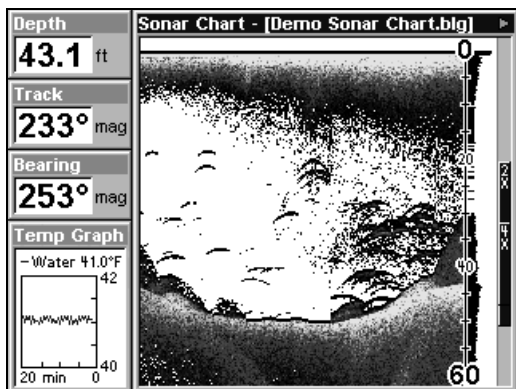 Depth
43.1 ft
Track
233° mag
Bearing
253° mag
Temp Graph
Water 41.0°F
42
40
20 min 0
Sonar Chart - [Demo Sonar Chart.blg]
0
20
40
60
2X
4X